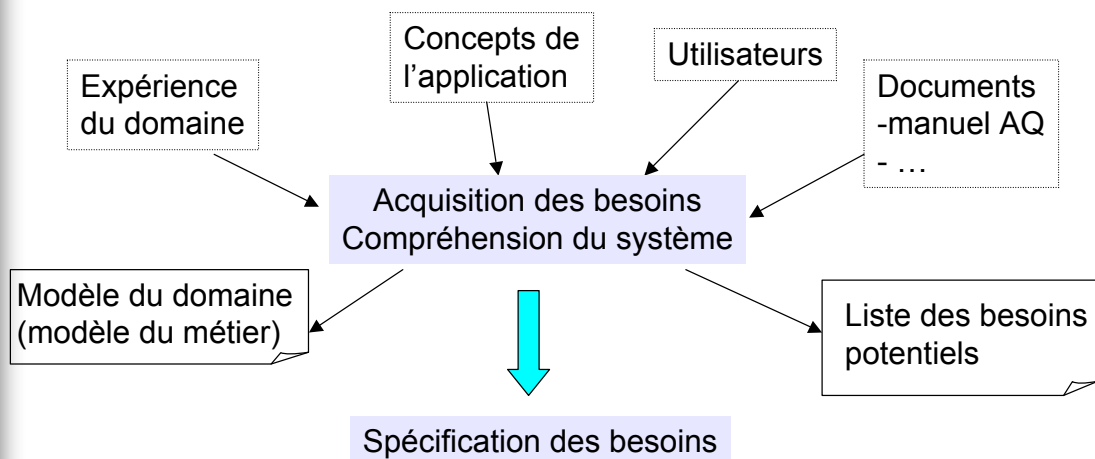 Concepts de
l'application
Utilisateurs
Expérience
du domaine
Documents
-manuel AQ
- ...
Acquisition des besoins
Compréhension du système
Modèle du domaine
(modèle du métier)
Liste des besoins
potentiels
Spécification des besoins